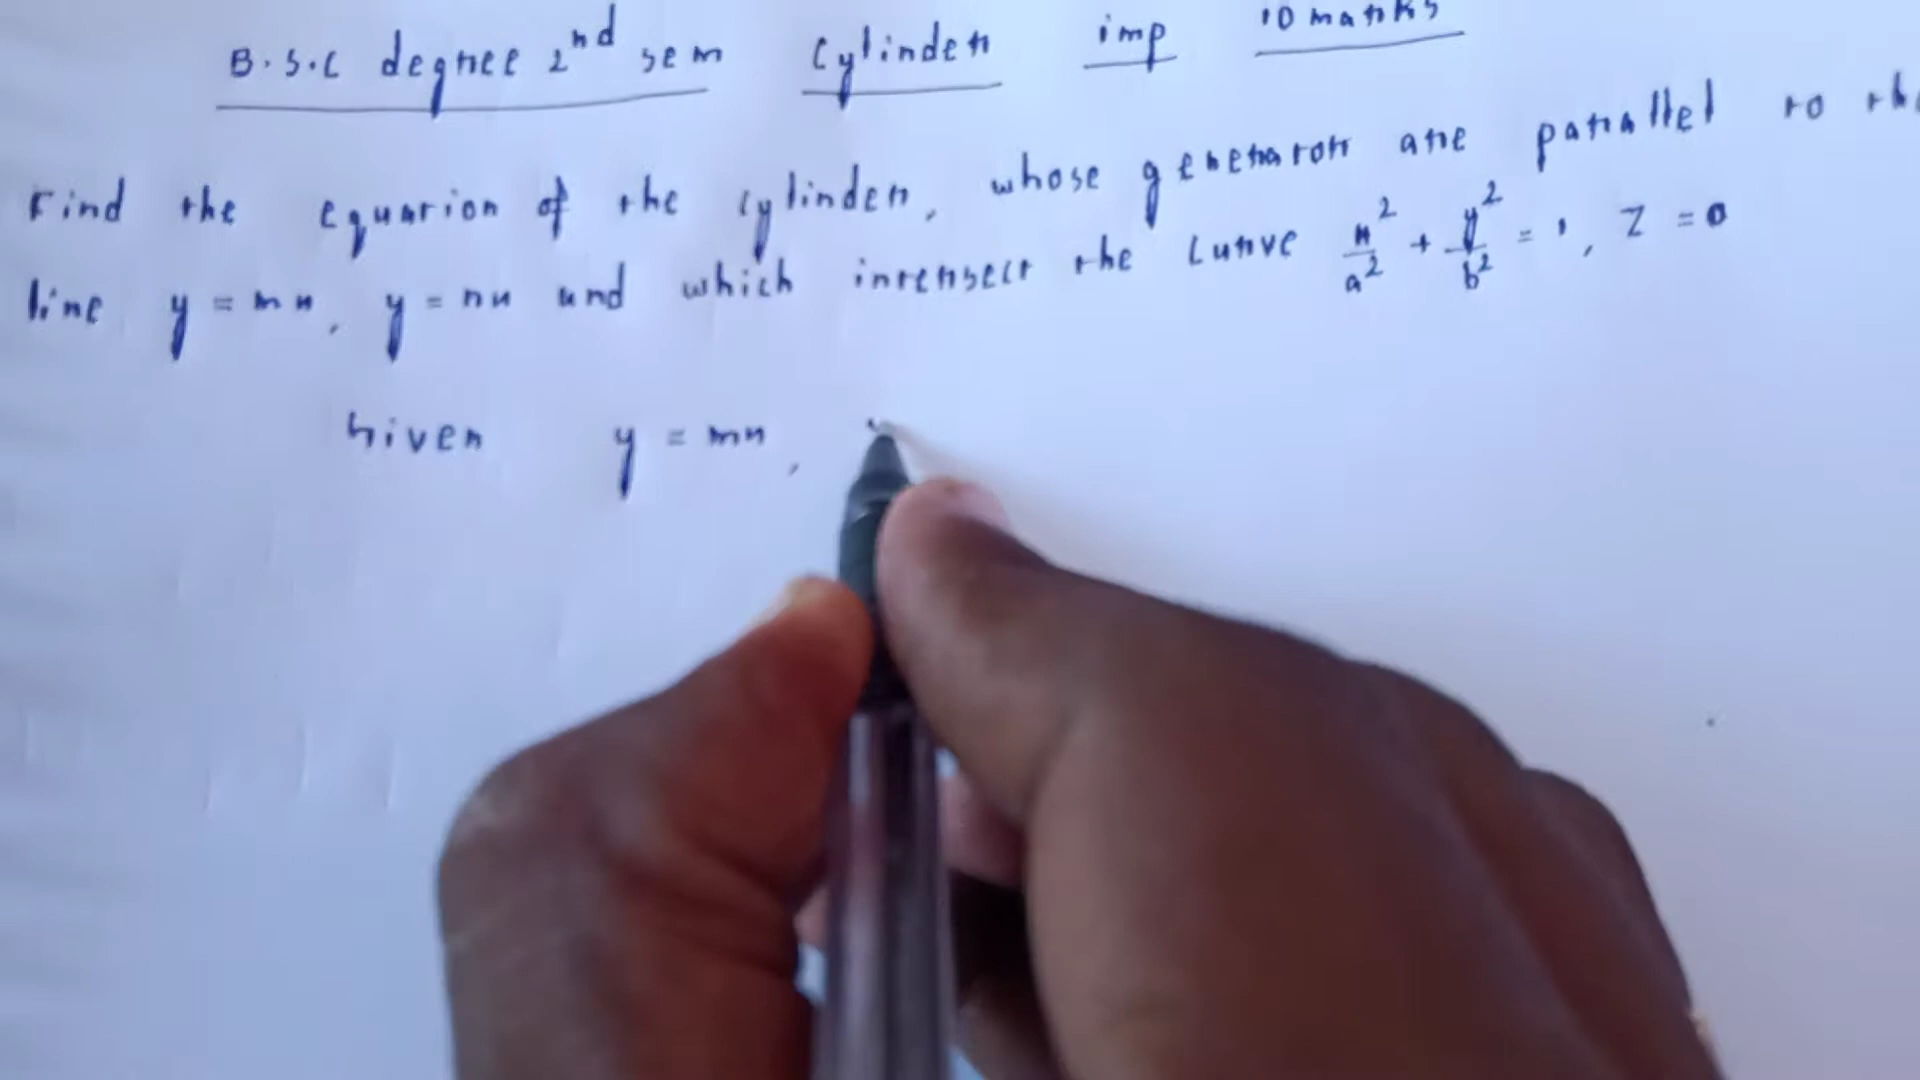 B.S.C degree 2nd sem Cylinder imp 10 marks
Find the equation of the cylinder, whose generators are parallel to the
line y = mx, y = nx and which intersect the curve x²/a² + y²/b² = 1, Z = 0
Given y = mx,